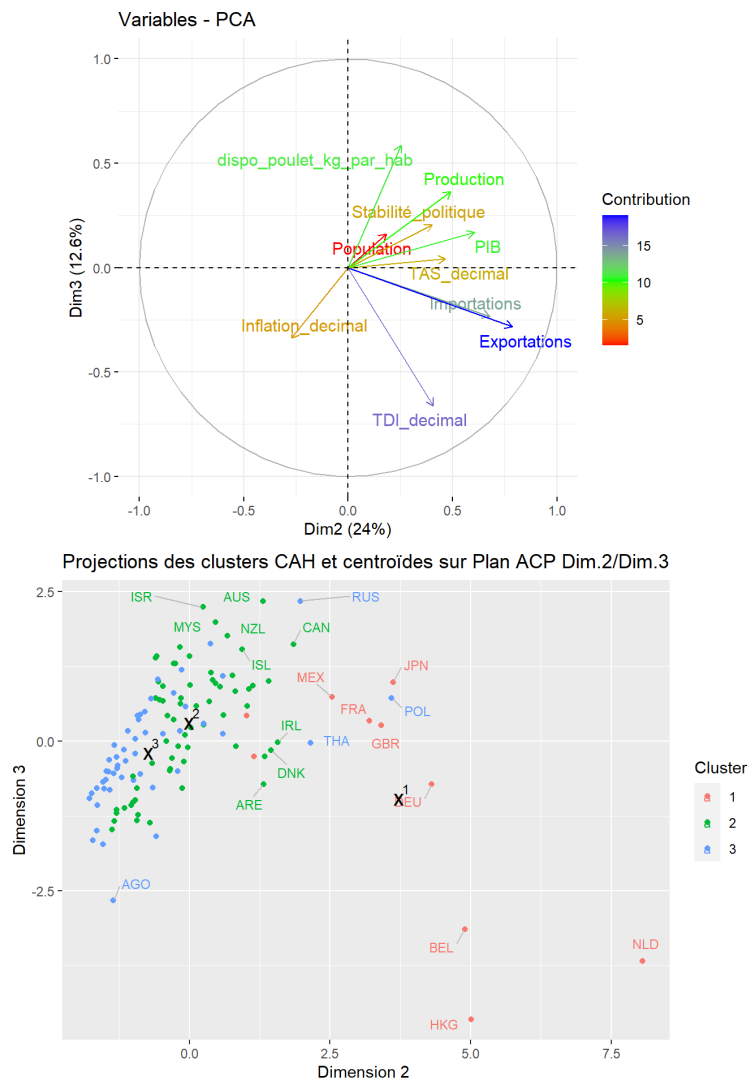 Variables - PCA
1.0
0.5
0.0
-0.5
-1.0
Dim3 (12.6%)
dispo_poulet_kg_par_hab
Production
Stabilité_politique
Population
PIB
TAS_decimal
Importations
Inflation_decimal
Exportations
TDI_decimal
-1.0 -0.5 0.0 0.5 1.0
Dim2 (24%)
Contribution
15
10
5
Projections des clusters CAH et centroïdes sur Plan ACP Dim.2/Dim.3
2.5
0.0
-2.5
Dimension 3
ISR AUS RUS
MYS NZL CAN
ISL JPN
MEX
FRA POL
X2
IRL THA GBR
X3
DNK
ARE X1 DEU
AGO
BEL NLD
HKG
0.0 2.5 5.0 7.5
Dimension 2
Cluster
1
2
3